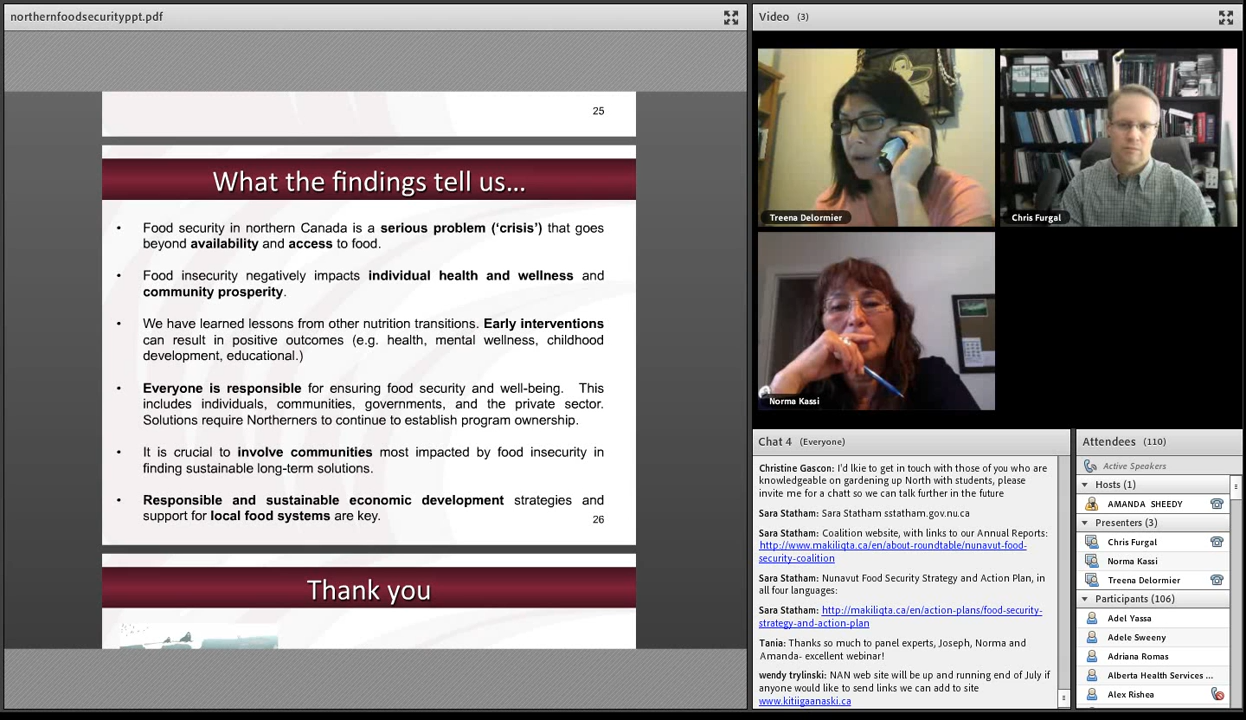 northernfoodsecurityppt.pdf
25
What the findings tell us...
• Food security in northern Canada is a serious problem (‘crisis’) that goes
beyond availability and access to food.
• Food insecurity negatively impacts individual health and wellness and
community prosperity.
• We have learned lessons from other nutrition transitions. Early interventions
can result in positive outcomes (e.g. health, mental wellness, childhood
development, educational.)
• Everyone is responsible for ensuring food security and well-being. This
includes individuals, communities, governments, and the private sector.
Solutions require Northerners to continue to establish program ownership.
• It is crucial to involve communities most impacted by food insecurity in
finding sustainable long-term solutions.
• Responsible and sustainable economic development strategies and
support for local food systems are key.
26
Thank you
Video (3)
Treena Delormier
Chris Furgal
Norma Kassi
Chat 4 (Everyone)
Christine Gascon: I'd lkie to get in touch with those of you who are
knowledgeable on gardening up North with students, please
invite me for a chatt so we can talk further in the future
Sara Statham: Sara Statham sstatham.gov.nu.ca
Sara Statham: Coalition website, with links to our Annual Reports:
http://www.makiliqta.ca/en/about-roundtable/nunavut-food-
security-coalition
Sara Statham: Nunavut Food Security Strategy and Action Plan, in
all four languages:
Sara Statham: http://makiliqta.ca/en/action-plans/food-security-
strategy-and-action-plan
Tania: Thanks so much to panel experts, Joseph, Norma and
Amanda- excellent webinar!
wendy trylinski: NAN web site will be up and running end of July if
anyone would like to send links we can add to site
www.kitiigaanaski.ca
Attendees (110)
Active Speakers
Hosts (1)
AMANDA SHEEDY
Presenters (3)
Chris Furgal
Norma Kassi
Treena Delormier
Participants (106)
Adel Yassa
Adele Sweeny
Adriana Romas
Alberta Health Services ...
Alex Rishea